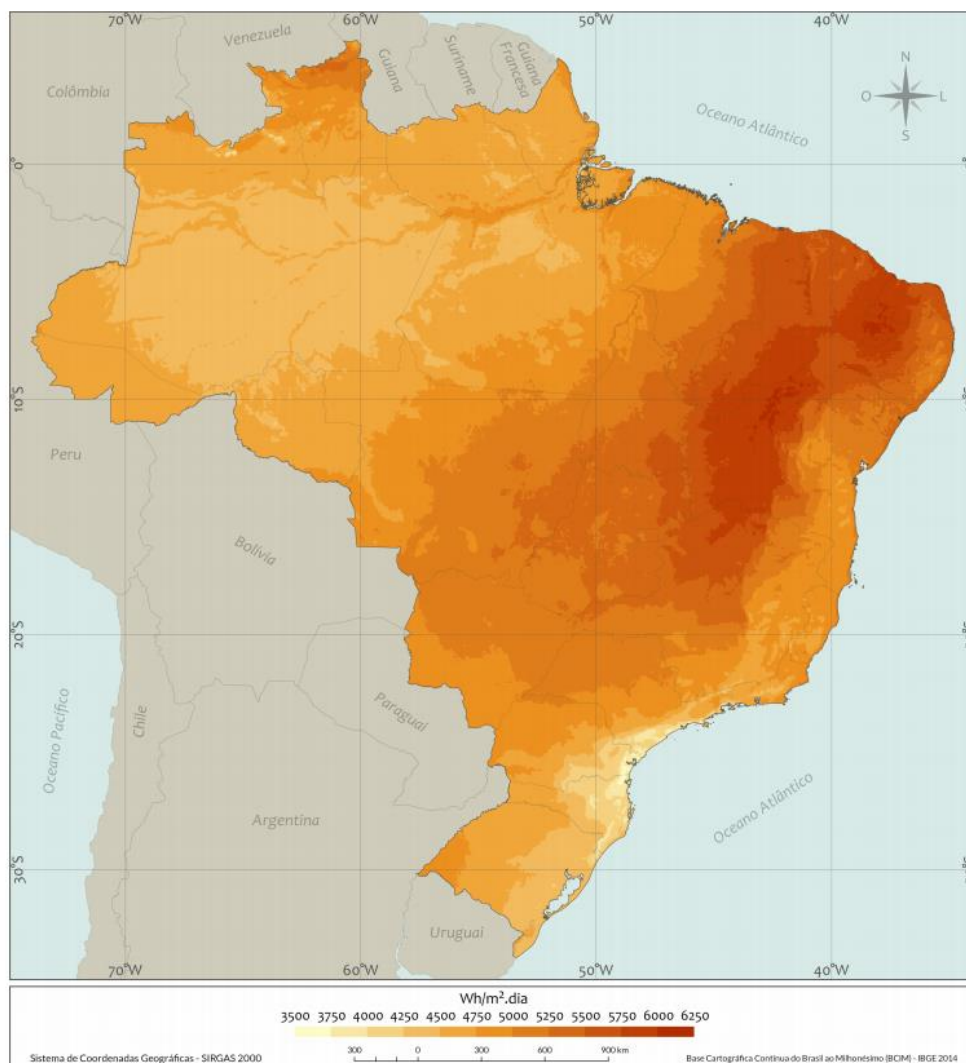 70°W 60°W 50°W 40°W
Venezuela
Guiana
Suriname
Guiana
Francesa
Colômbia
N
O L
S
Oceano Atlântico
0°
10°S
Peru
Bolívia
20°S
Oceano Pacífico
Chile
Paraguai
Oceano Atlântico
Argentina
30°S
Uruguai
70°W 60°W 50°W 40°W
Wh/m².dia
3500 3750 4000 4250 4500 4750 5000 5250 5500 5750 6000 6250
300 0 300 600 900 km
Sistema de Coordenadas Geográficas - SIRGAS 2000
Base Cartográfica Contínua do Brasil ao Milhonésimo (BCIM) - IBGE 2014